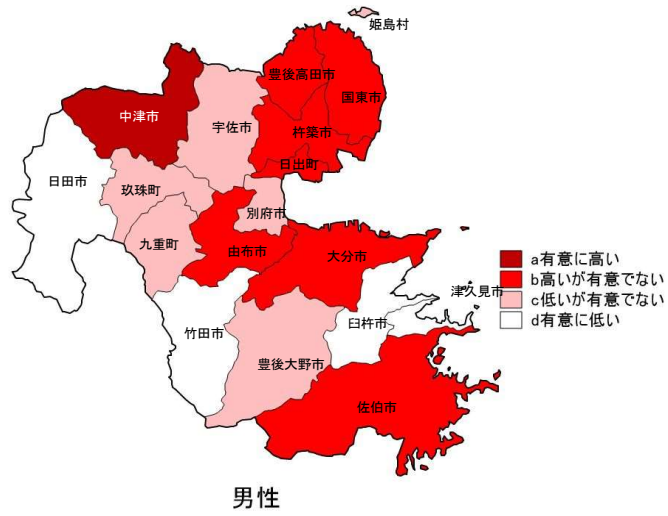 姫島村
豊後高田市
国東市
中津市
宇佐市
杵築市
日出町
日田市
玖珠町
別府市
九重町
由布市
大分市
津久見市
臼杵市
竹田市
豊後大野市
佐伯市
a有意に高い
b高いが有意でない
c低いが有意でない
d有意に低い
男性